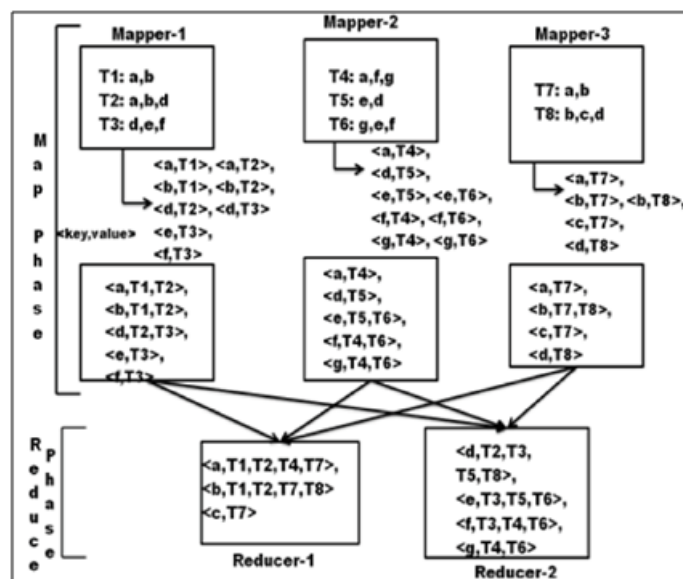 Mapper-1
Mapper-2
Mapper-3
T1: a,b
T2: a,b,d
T3: d,e,f
T4: a,f,g
T5: e,d
T6: g,e,f
T7: a,b
T8: b,c,d
Map Phase
<key,value>
<a,T1>, <a,T2>,
<b,T1>, <b,T2>,
<d,T2>, <d,T3>
<e,T3>,
<f,T3>
<a,T4>,
<d,T5>,
<e,T5>, <e,T6>,
<f,T4>, <f,T6>,
<g,T4>, <g,T6>
<a,T7>,
<b,T7>, <b,T8>,
<c,T7>,
<d,T8>
<a,T1,T2>,
<b,T1,T2>,
<d,T2,T3>,
<e,T3>,
<f,T3>
<a,T4>,
<d,T5>,
<e,T5,T6>,
<f,T4,T6>,
<g,T4,T6>
<a,T7>,
<b,T7,T8>,
<c,T7>,
<d,T8>
Reduce Phase
<a,T1,T2,T4,T7>,
<b,T1,T2,T7,T8>
<c,T7>
Reducer-1
<d,T2,T3,
T5,T8>,
<e,T3,T5,T6>,
<f,T3,T4,T6>,
<g,T4,T6>
Reducer-2